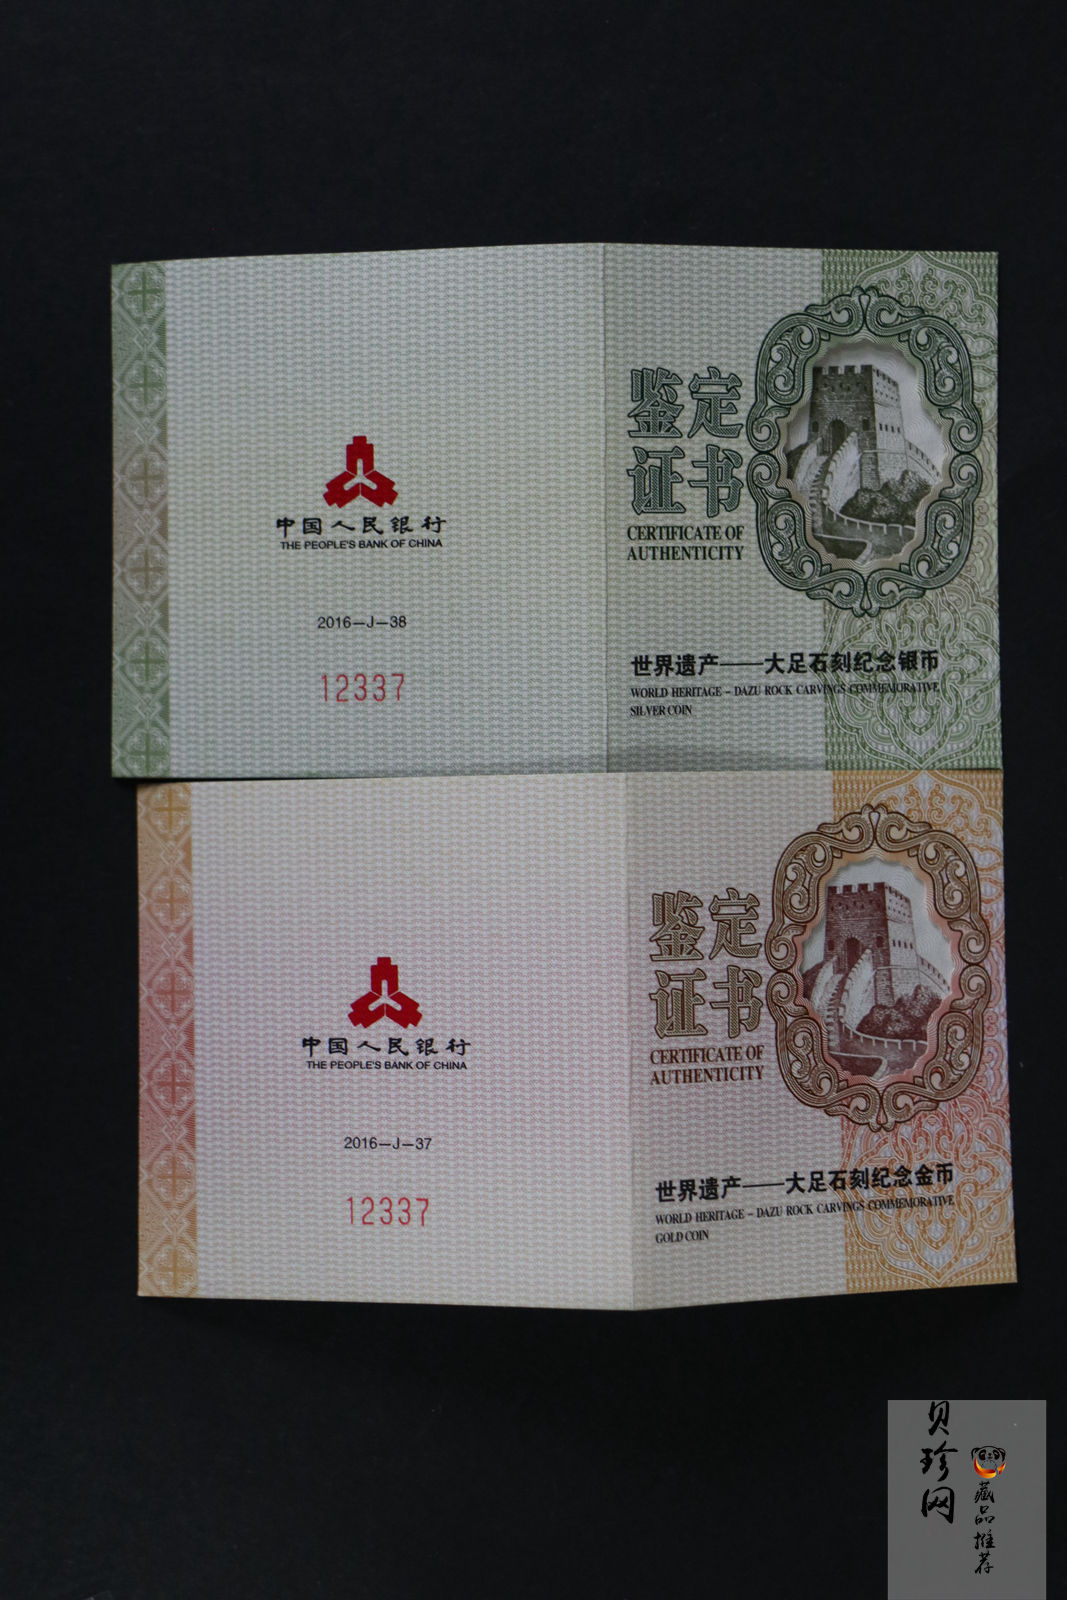 中国人民银行
THE PEOPLE'S BANK OF CHINA
2016—J—38
12337
鉴定
证书
CERTIFICATE OF
AUTHENTICITY
世界遗产——大足石刻纪念银币
WORLD HERITAGE – DAZU ROCK CARVINGS COMMEMORATIVE
SILVER COIN
中国人民银行
THE PEOPLE'S BANK OF CHINA
2016—J—37
12337
鉴定
证书
CERTIFICATE OF
AUTHENTICITY
世界遗产——大足石刻纪念金币
WORLD HERITAGE – DAZU ROCK CARVINGS COMMEMORATIVE
GOLD COIN
贝珍网
藏品推荐